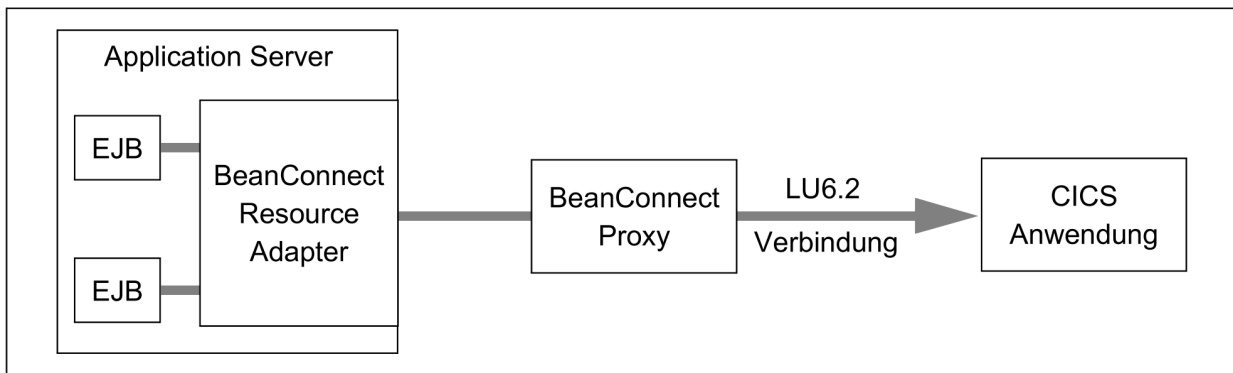 Application Server
EJB
EJB
BeanConnect
Resource
Adapter
BeanConnect
Proxy
LU6.2
Verbindung
CICS
Anwendung